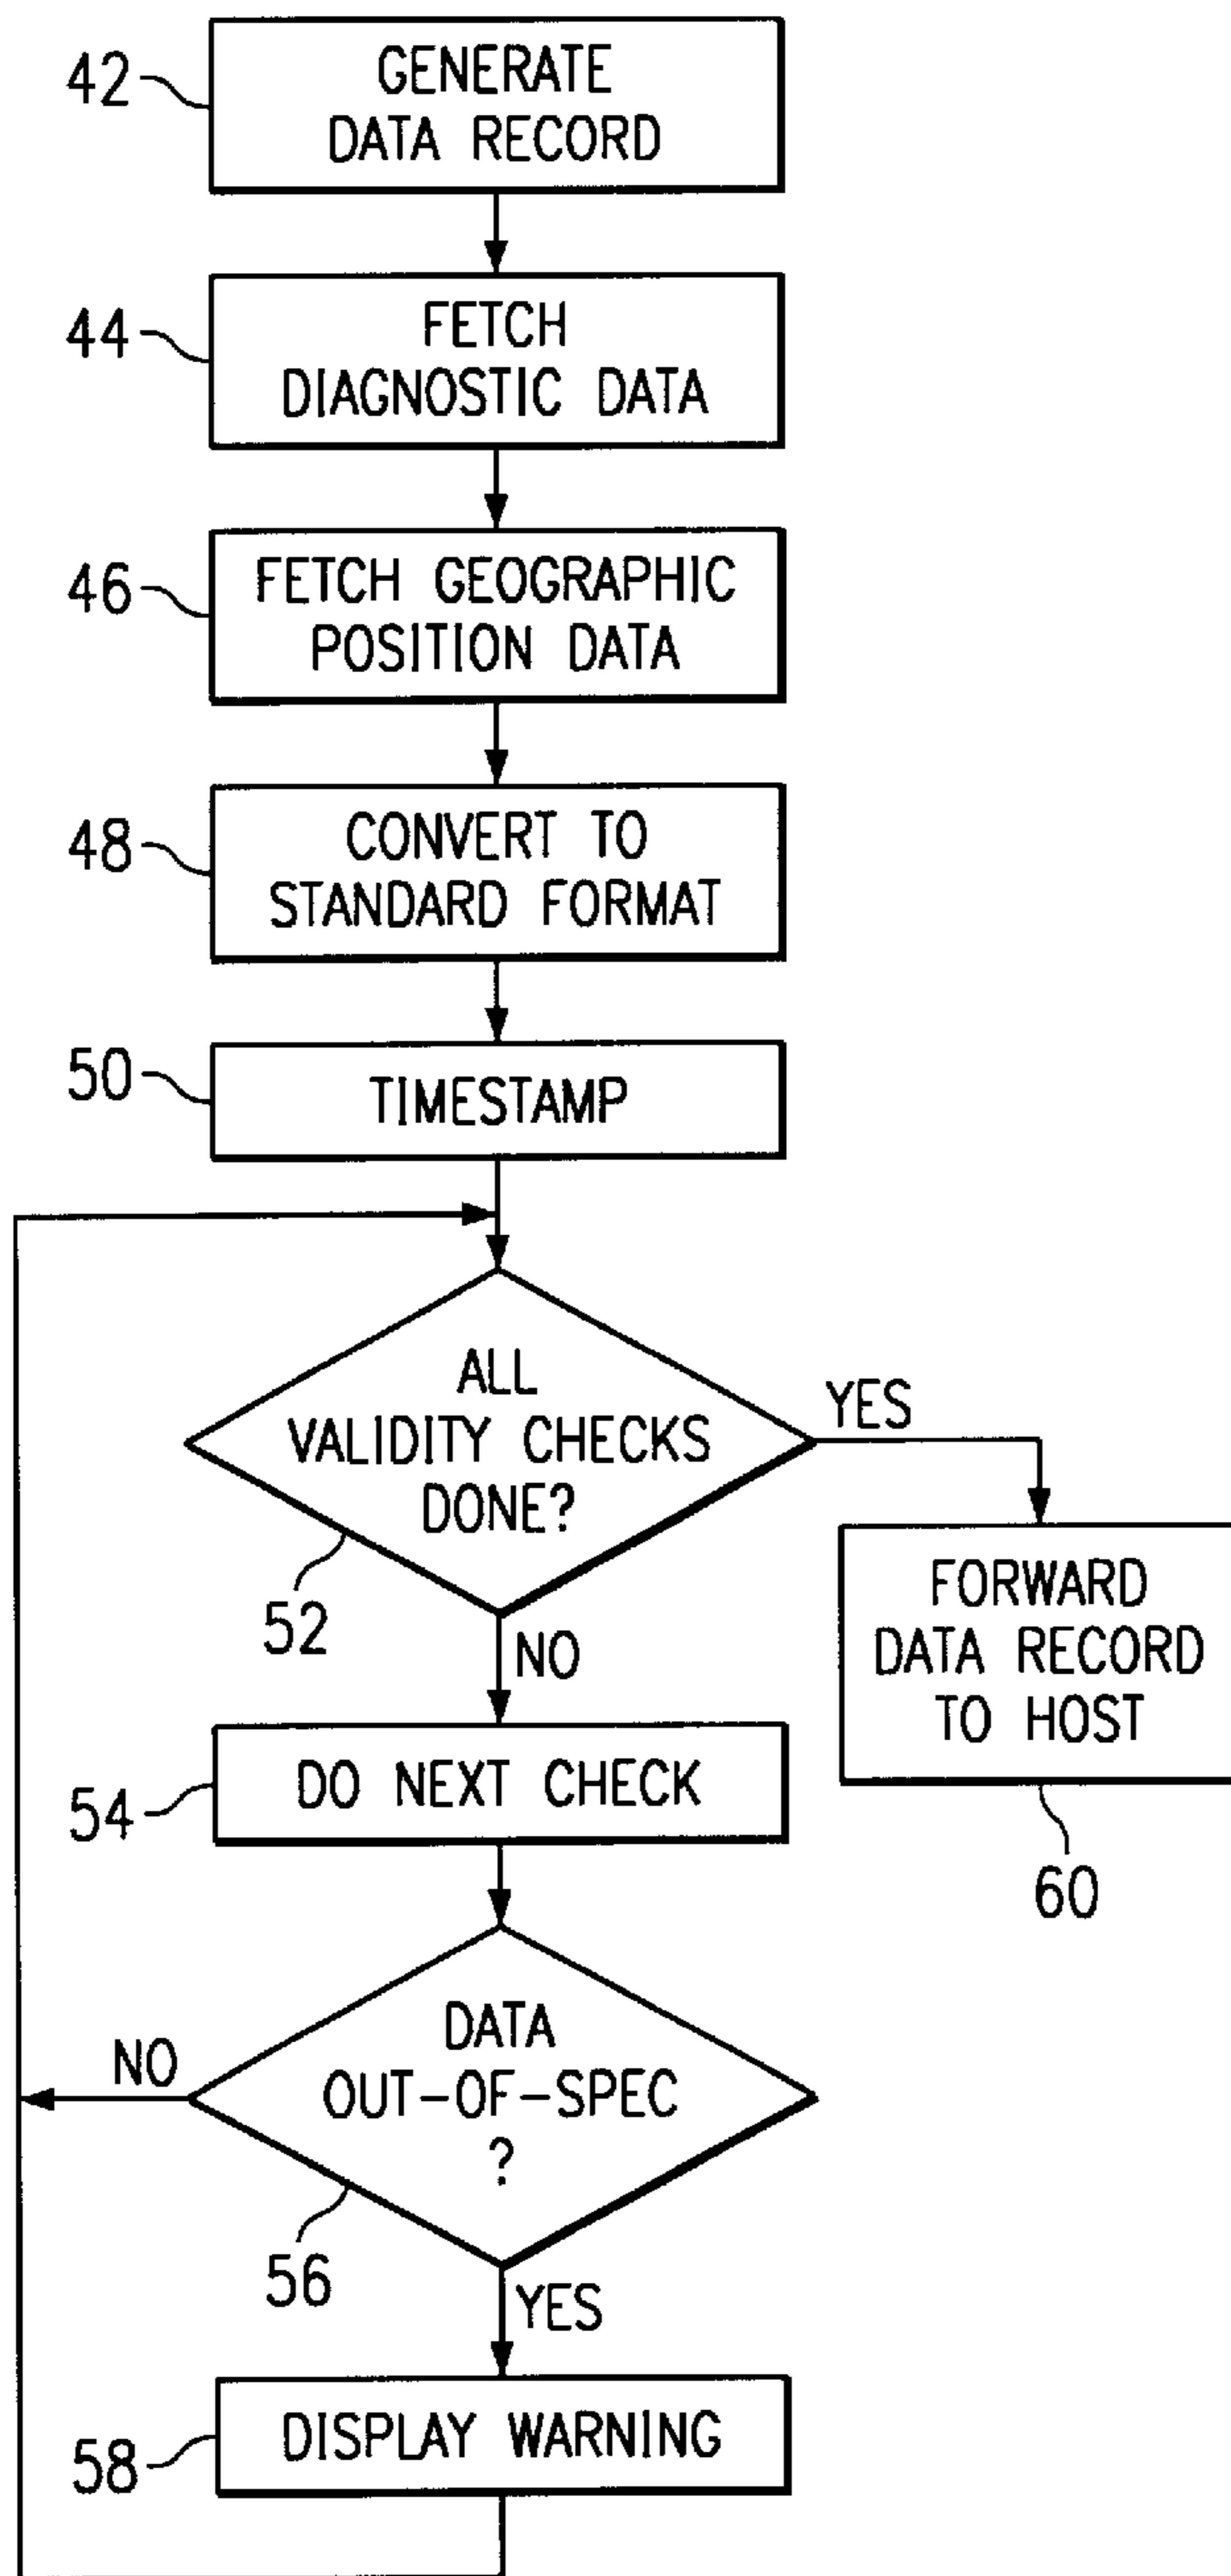 42
GENERATE
DATA RECORD
44
FETCH
DIAGNOSTIC DATA
46
FETCH GEOGRAPHIC
POSITION DATA
48
CONVERT TO
STANDARD FORMAT
50
TIMESTAMP
ALL
VALIDITY CHECKS
DONE?
YES
52
NO
FORWARD
DATA RECORD
TO HOST
60
54
DO NEXT CHECK
DATA
OUT-OF-SPEC
?
NO
56
YES
58
DISPLAY WARNING